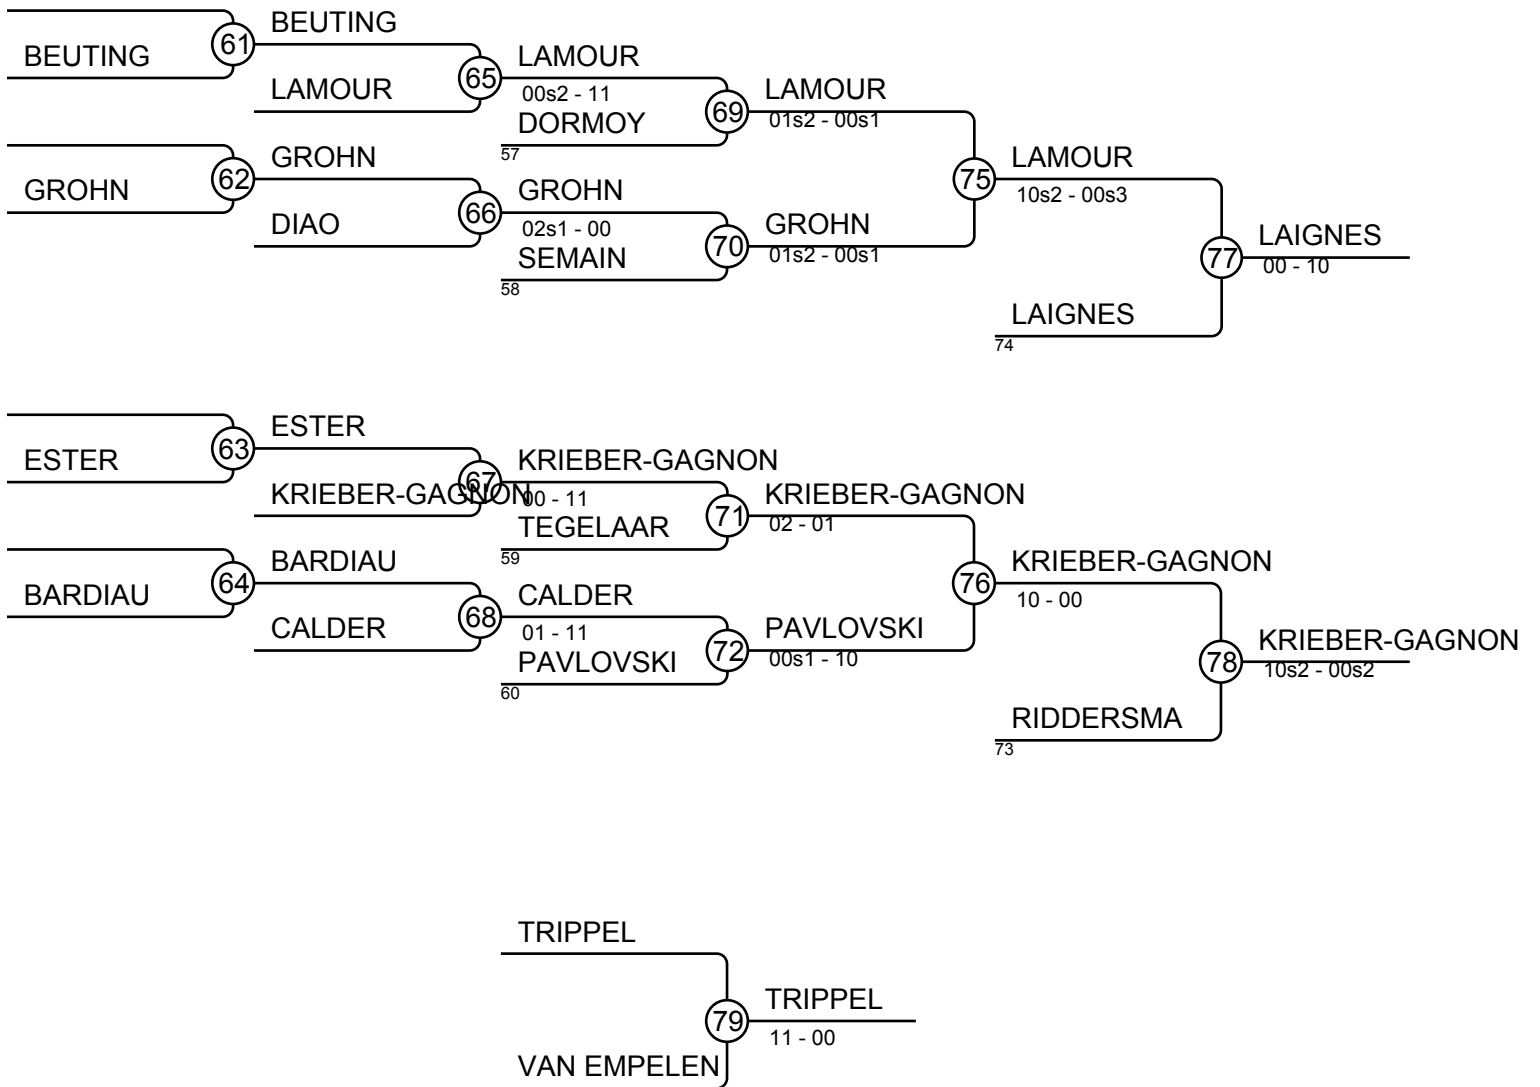 BEUTING
61
BEUTING
LAMOUR
65
LAMOUR
00s2 - 11
DORMOY
57
69
LAMOUR
01s2 - 00s1
GROHN
62
GROHN
DIAO
66
GROHN
02s1 - 00
SEMAIN
58
70
GROHN
01s2 - 00s1
75
LAMOUR
10s2 - 00s3
LAIGNES
74
77
LAIGNES
00 - 10
ESTER
63
ESTER
KRIEBER-GAGNON
67
KRIEBER-GAGNON
00 - 11
TEGELAAR
59
71
KRIEBER-GAGNON
02 - 01
BARDIAU
64
BARDIAU
CALDER
68
CALDER
01 - 11
PAVLOVSKI
60
72
PAVLOVSKI
00s1 - 10
76
KRIEBER-GAGNON
10 - 00
RIDDERSMA
73
78
KRIEBER-GAGNON
10s2 - 00s2
TRIPPEL
79
TRIPPEL
11 - 00
VAN EMPELEN